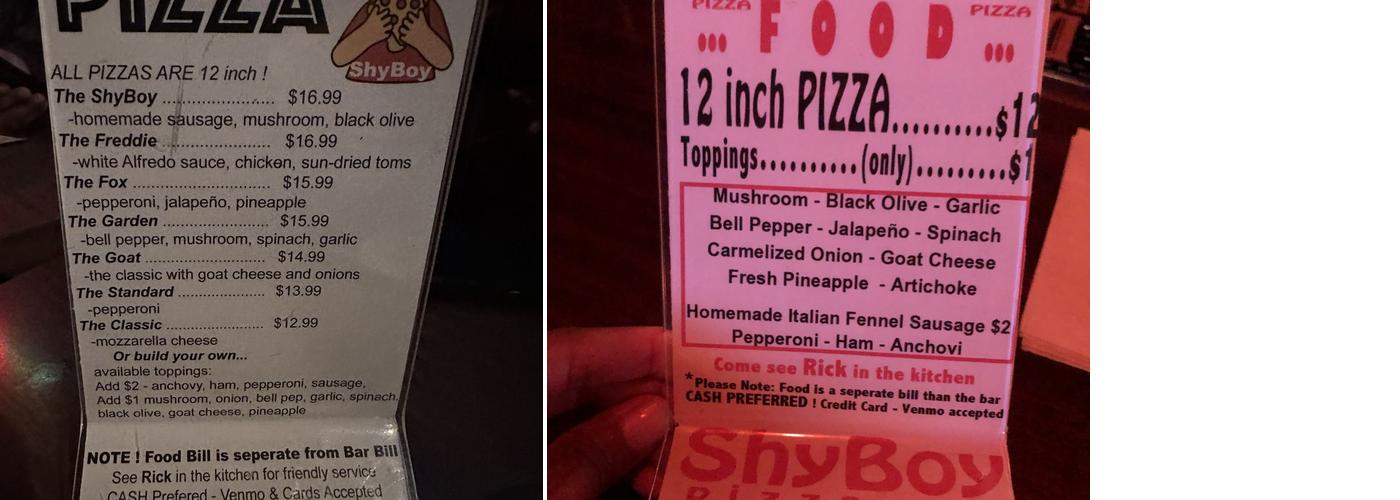 PIZZA
ShyBoy
ALL PIZZAS ARE 12 inch !
The ShyBoy ........................ $16.99
-homemade sausage, mushroom, black olive
The Freddie ........................ $16.99
-white Alfredo sauce, chicken, sun-dried toms
The Fox ............................. $15.99
-pepperoni, jalapeño, pineapple
The Garden ...................... $15.99
-bell pepper, mushroom, spinach, garlic
The Goat .......................... $14.99
-the classic with goat cheese and onions
The Standard .................... $13.99
-pepperoni
The Classic ...................... $12.99
-mozzarella cheese
Or build your own...
available toppings:
Add $2 - anchovy, ham, pepperoni, sausage,
Add $1 mushroom, onion, bell pep, garlic, spinach,
black olive, goat cheese, pineapple
NOTE ! Food Bill is seperate from Bar Bill
See Rick in the kitchen for friendly service
CASH Prefered - Venmo & Cards Accepted
PIZZA PIZZA
... FOOD ...
12 inch PIZZA..........$12
Toppings..........(only).........$1
Mushroom - Black Olive - Garlic
Bell Pepper - Jalapeño - Spinach
Carmelized Onion - Goat Cheese
Fresh Pineapple - Artichoke
Homemade Italian Fennel Sausage $2
Pepperoni - Ham - Anchovi
Come see Rick in the kitchen
*Please Note: Food is a seperate bill than the bar
CASH PREFERRED ! Credit Card - Venmo accepted
ShyBoy
PIZZA